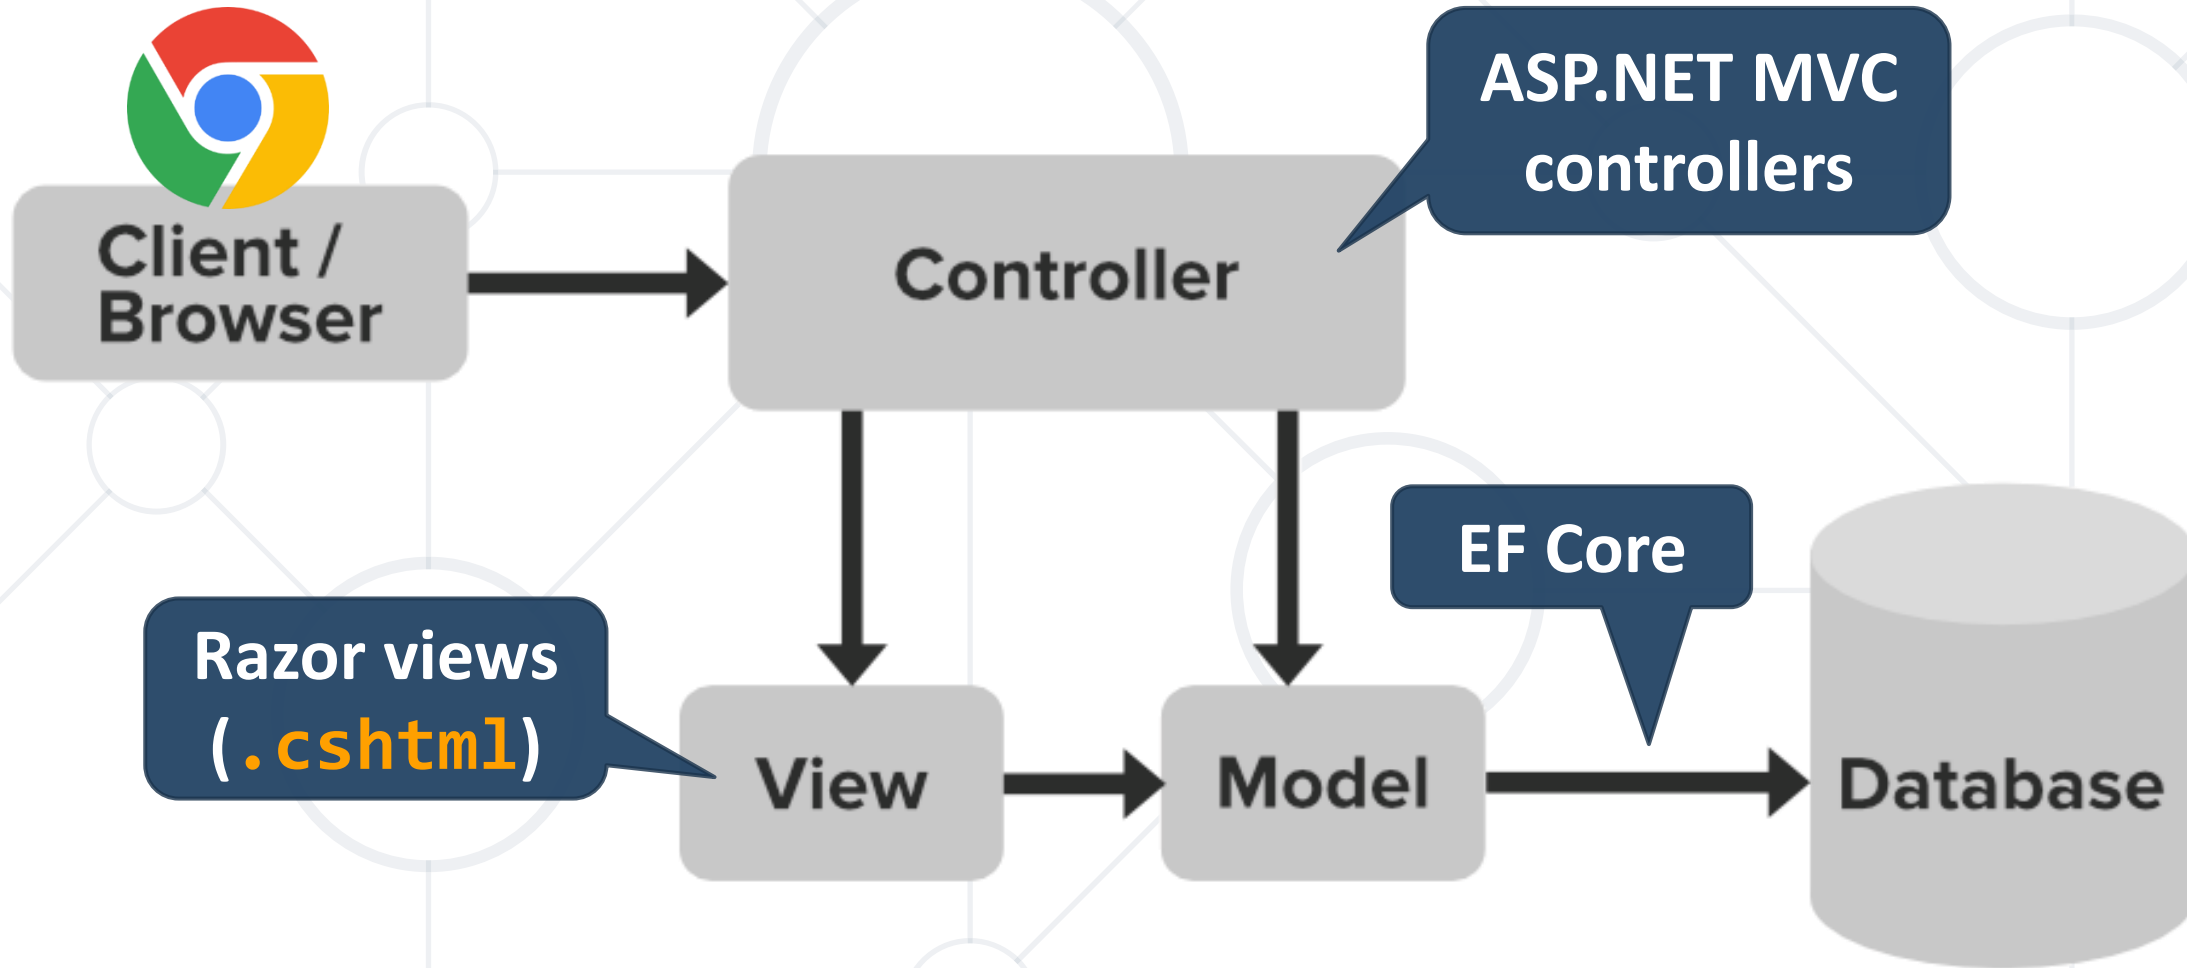 ASP.NET MVC
controllers
Client /
Browser
Controller
EF Core
Razor views
(.cshtml)
View
Model
Database